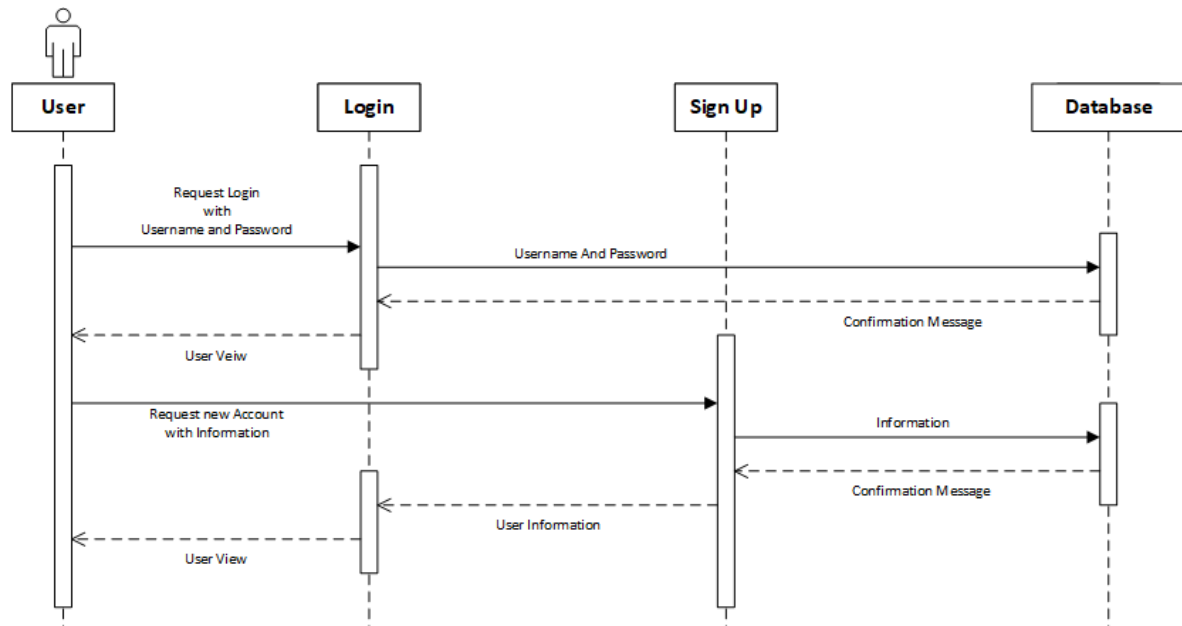 User
Login
Sign Up
Database
Request Login
with
Username and Password
Username And Password
Confirmation Message
User Veiw
Request new Account
with Information
Information
Confirmation Message
User Information
User View